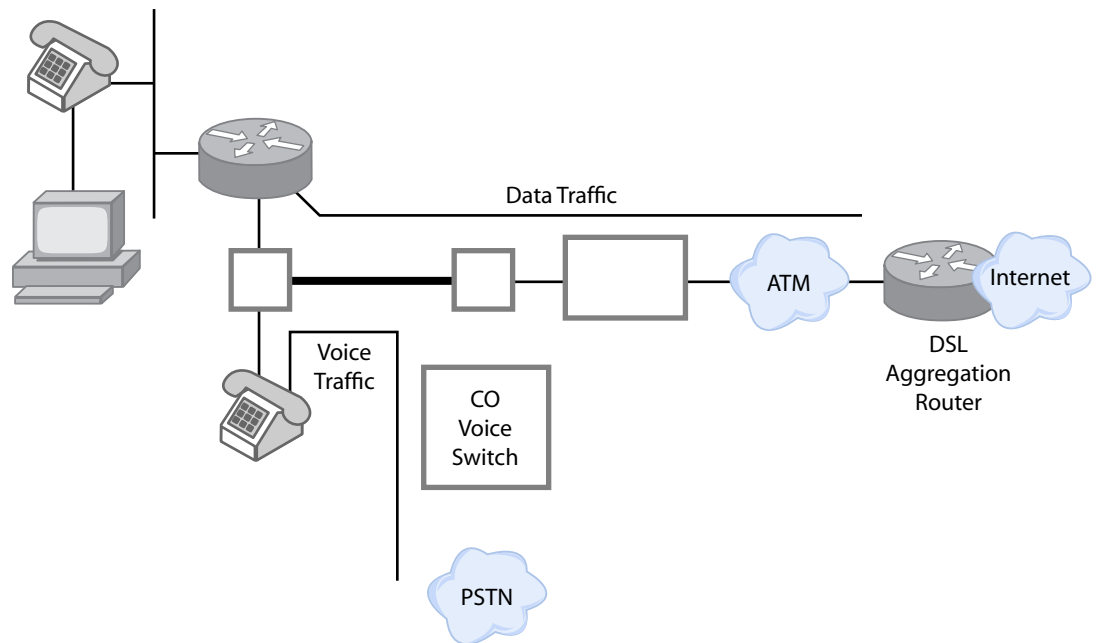 Data Traffic
ATM
Internet
DSL
Aggregation
Router
Voice
Traffic
CO
Voice
Switch
PSTN